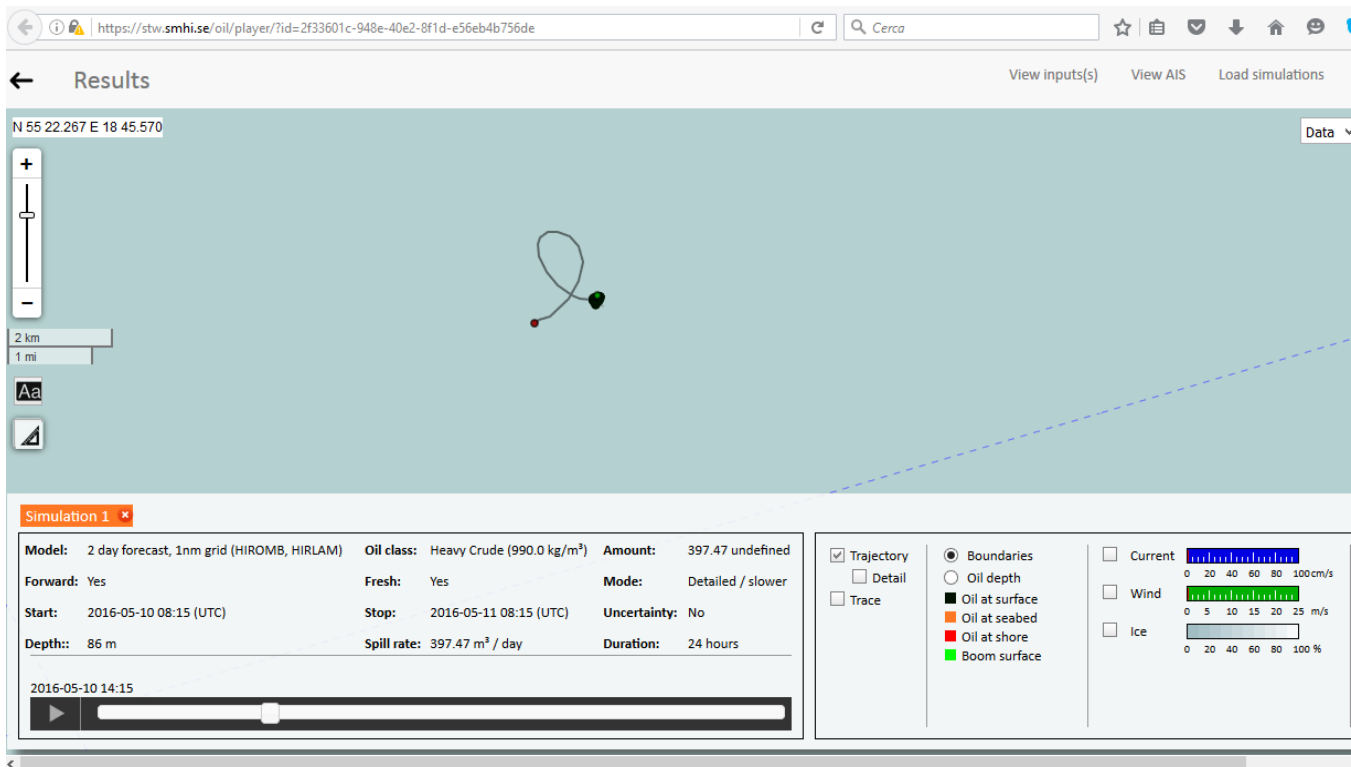 https://stw.smhi.se/oil/player/?id=2f33601c-948e-40e2-8f1d-e56eb4b756de
Cerca
Results
View inputs(s) View AIS Load simulations
N 55 22.267 E 18 45.570
Data
+
−
2 km
1 mi
Aa
Simulation 1
Model: 2 day forecast, 1nm grid (HIROMB, HIRLAM) Oil class: Heavy Crude (990.0 kg/m³) Amount: 397.47 undefined
Forward: Yes Fresh: Yes Mode: Detailed / slower
Start: 2016-05-10 08:15 (UTC) Stop: 2016-05-11 08:15 (UTC) Uncertainty: No
Depth:: 86 m Spill rate: 397.47 m³ / day Duration: 24 hours
2016-05-10 14:15
Trajectory
Detail
Trace
Boundaries
Oil depth
Oil at surface
Oil at seabed
Oil at shore
Boom surface
Current
0 20 40 60 80 100cm/s
Wind
0 5 10 15 20 25 m/s
Ice
0 20 40 60 80 100 %